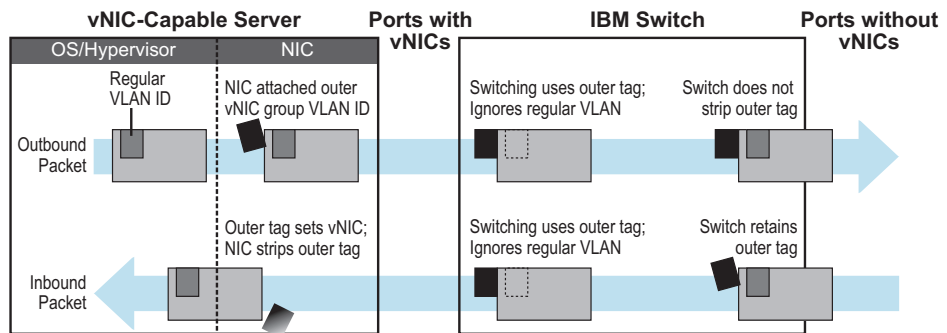 vNIC-Capable Server
Ports with
vNICs
IBM Switch
Ports without
vNICs
OS/Hypervisor
NIC
Regular
VLAN ID
NIC attached outer
vNIC group VLAN ID
Switching uses outer tag;
Ignores regular VLAN
Switch does not
strip outer tag
Outbound
Packet
Outer tag sets vNIC;
NIC strips outer tag
Switching uses outer tag;
Ignores regular VLAN
Switch retains
outer tag
Inbound
Packet